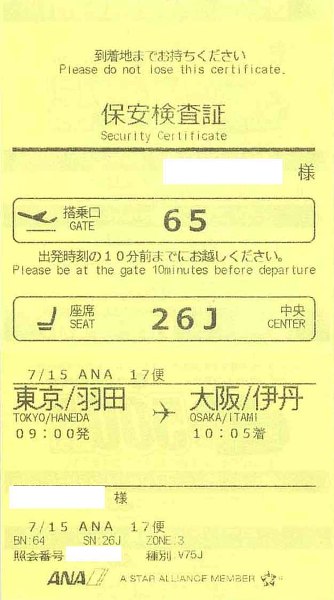 到着地までお持ちください
Please do not lose this certificate.
保安検査証
Security Certificate
様
搭乗口 65
GATE
出発時刻の10分前までにお越しください。
Please be at the gate 10minutes before departure
座席 26J 中央
SEAT CENTER
7/15 ANA 17便
東京/羽田 大阪/伊丹
TOKYO/HANEDA OSAKA/ITAMI
09:00発 10:05着
様
7/15 ANA 17便
BN:64 SN:26J ZONE:3
照会番号 種別 V75J
ANA A STAR ALLIANCE MEMBER